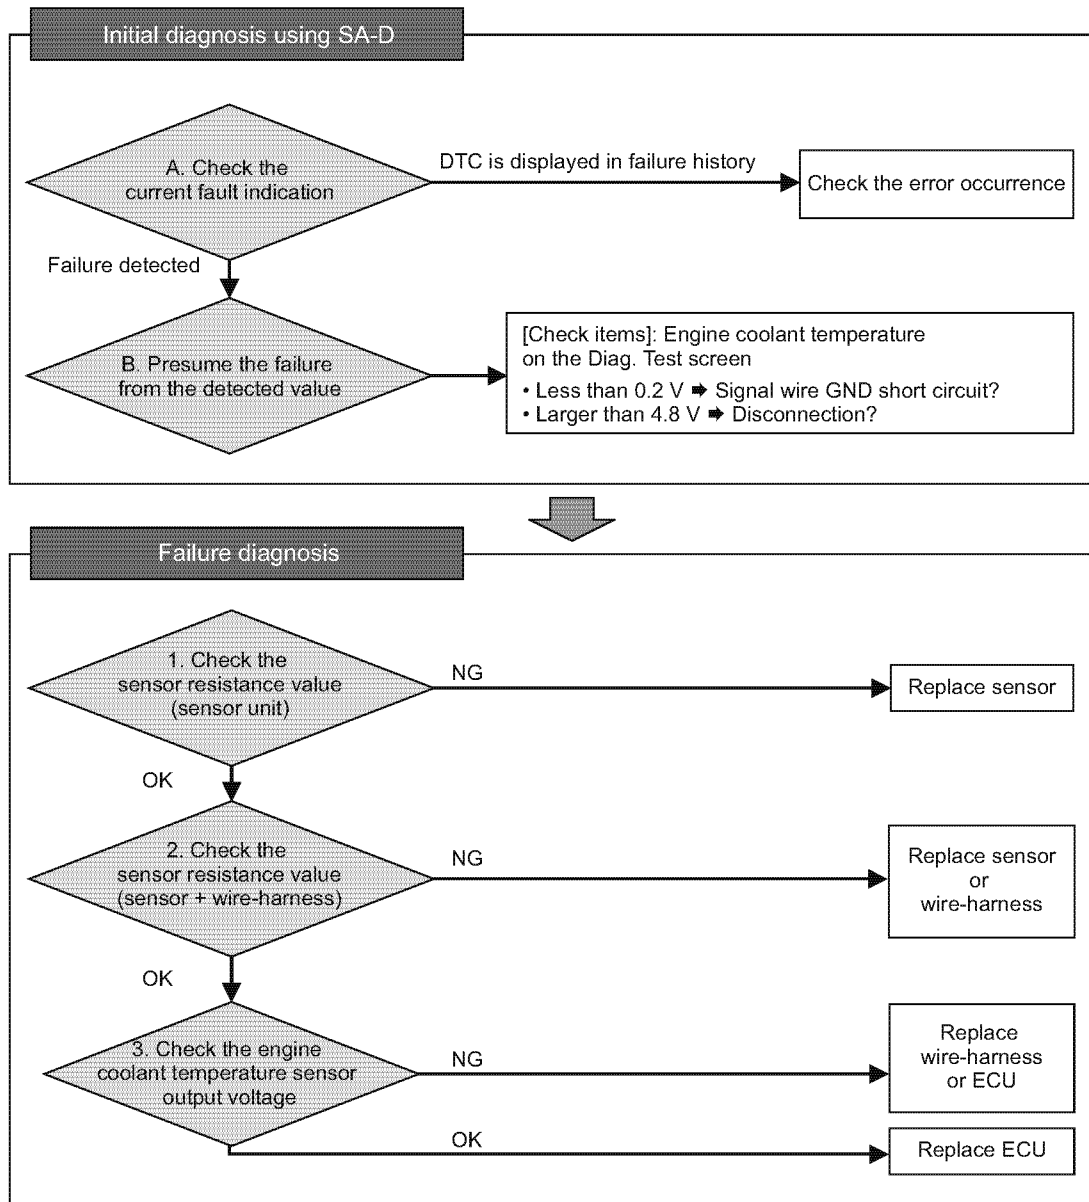 Initial diagnosis using SA-D
A. Check the
current fault indication
DTC is displayed in failure history
Check the error occurrence
Failure detected
B. Presume the failure
from the detected value
[Check items]: Engine coolant temperature
on the Diag. Test screen
• Less than 0.2 V ➡ Signal wire GND short circuit?
• Larger than 4.8 V ➡ Disconnection?
Failure diagnosis
1. Check the
sensor resistance value
(sensor unit)
NG
Replace sensor
OK
2. Check the
sensor resistance value
(sensor + wire-harness)
NG
Replace sensor
or
wire-harness
OK
3. Check the engine
coolant temperature sensor
output voltage
NG
Replace
wire-harness
or ECU
OK
Replace ECU